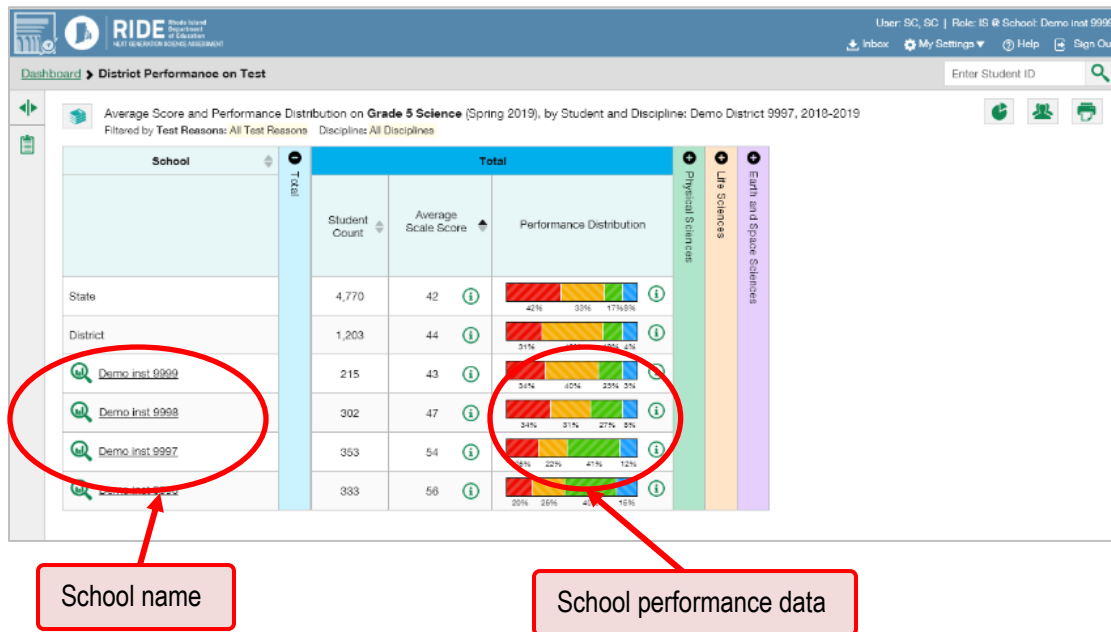 RIDE Rhode Island Department of Education
NEXT GENERATION SCIENCE ASSESSMENT
User: SC, SC | Role: IS @ School: Demo inst 9999
Inbox My Settings Help Sign Ou
Dashboard > District Performance on Test
Enter Student ID
Average Score and Performance Distribution on Grade 5 Science (Spring 2019), by Student and Discipline: Demo District 9997, 2018-2019
Filtered by Test Reasons: All Test Reasons Discipline: All Disciplines
School Total Total Physical Sciences Life Sciences Earth and Space Sciences
Student Count Average Scale Score Performance Distribution
State 4,770 42
42% 33% 17% 8%
District 1,203 44
31% 4%
Demo inst 9999 215 43
34% 40% 23% 3%
Demo inst 9998 302 47
34% 31% 27% 8%
Demo inst 9997 353 54
22% 41% 12%
333 56
20% 25% 15%
School name
School performance data